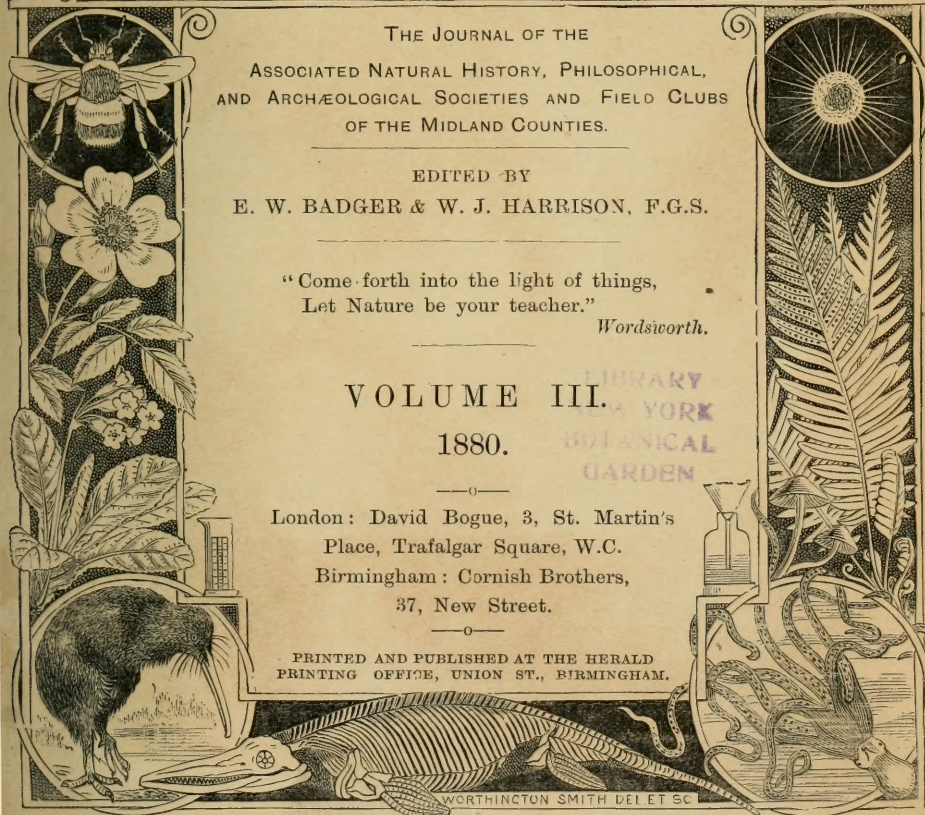 THE JOURNAL OF THE
ASSOCIATED NATURAL HISTORY, PHILOSOPHICAL,
AND ARCHÆOLOGICAL SOCIETIES AND FIELD CLUBS
OF THE MIDLAND COUNTIES.
EDITED BY
E. W. BADGER & W. J. HARRISON, F.G.S.
"Come forth into the light of things,
Let Nature be your teacher."
Wordsworth.
VOLUME III.
1880.
LIBRARY
NEW YORK
BOTANICAL
GARDEN
London: David Bogue, 3, St. Martin's
Place, Trafalgar Square, W.C.
Birmingham: Cornish Brothers,
37, New Street.
PRINTED AND PUBLISHED AT THE HERALD
PRINTING OFFICE, UNION ST., BIRMINGHAM.
WORTHINGTON SMITH DEL ET SC